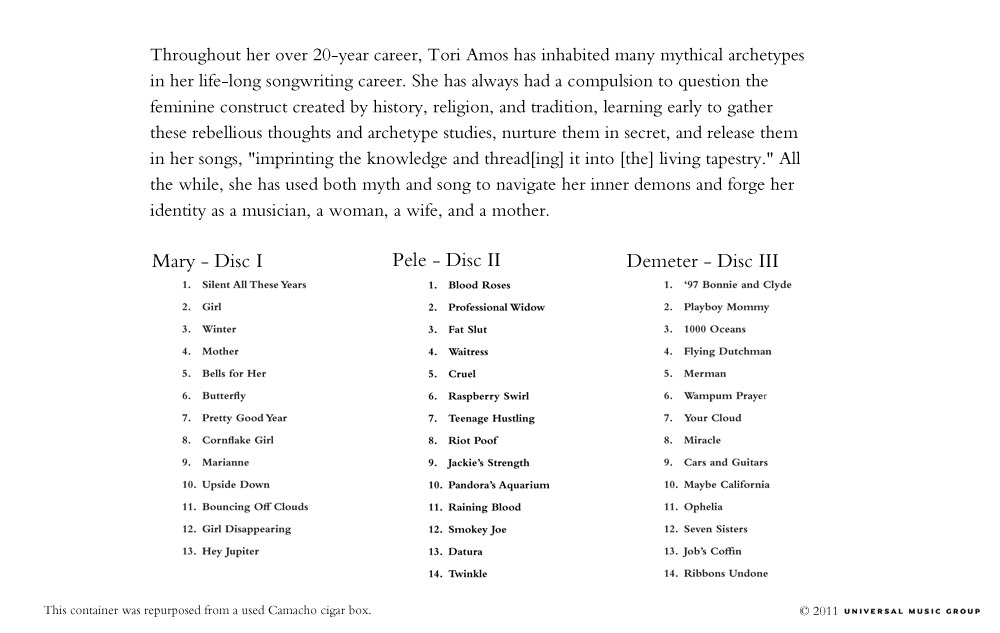 Throughout her over 20-year career, Tori Amos has inhabited many mythical archetypes
in her life-long songwriting career. She has always had a compulsion to question the
feminine construct created by history, religion, and tradition, learning early to gather
these rebellious thoughts and archetype studies, nurture them in secret, and release them
in her songs, "imprinting the knowledge and thread[ing] it into [the] living tapestry." All
the while, she has used both myth and song to navigate her inner demons and forge her
identity as a musician, a woman, a wife, and a mother.
Mary - Disc I
1. Silent All These Years
2. Girl
3. Winter
4. Mother
5. Bells for Her
6. Butterfly
7. Pretty Good Year
8. Cornflake Girl
9. Marianne
10. Upside Down
11. Bouncing Off Clouds
12. Girl Disappearing
13. Hey Jupiter
Pele - Disc II
1. Blood Roses
2. Professional Widow
3. Fat Slut
4. Waitress
5. Cruel
6. Raspberry Swirl
7. Teenage Hustling
8. Riot Poof
9. Jackie's Strength
10. Pandora's Aquarium
11. Raining Blood
12. Smokey Joe
13. Datura
14. Twinkle
Demeter - Disc III
1. '97 Bonnie and Clyde
2. Playboy Mommy
3. 1000 Oceans
4. Flying Dutchman
5. Merman
6. Wampum Prayer
7. Your Cloud
8. Miracle
9. Cars and Guitars
10. Maybe California
11. Ophelia
12. Seven Sisters
13. Job's Coffin
14. Ribbons Undone
This container was repurposed from a used Camacho cigar box.
© 2011 UNIVERSAL MUSIC GROUP